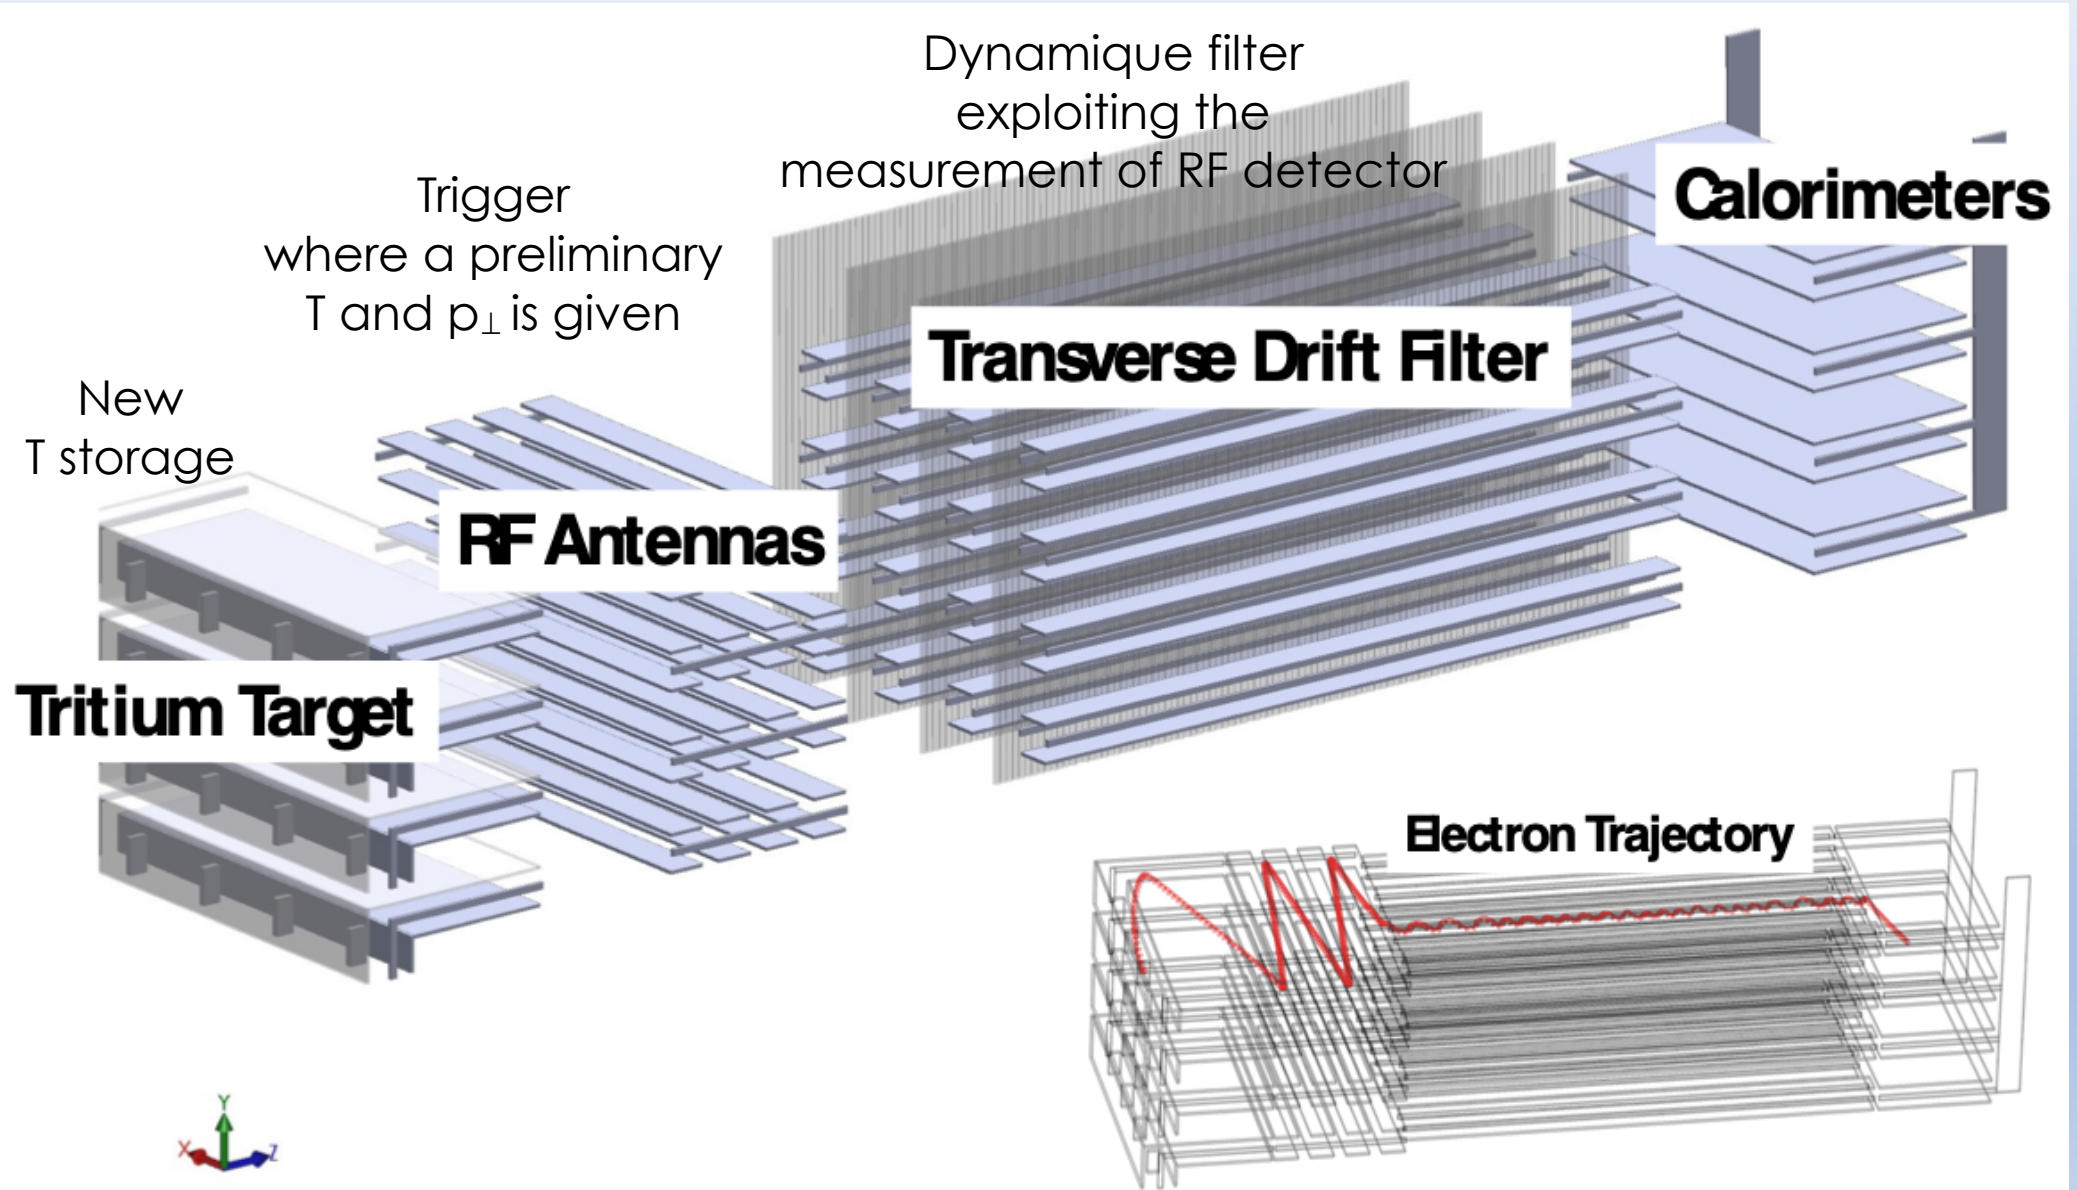 Dynamique filter
exploiting the
measurement of RF detector
Trigger
where a preliminary
T and p⊥ is given
Calorimeters
Transverse Drift Filter
New
T storage
RF Antennas
Tritium Target
Electron Trajectory
Y
X
Z